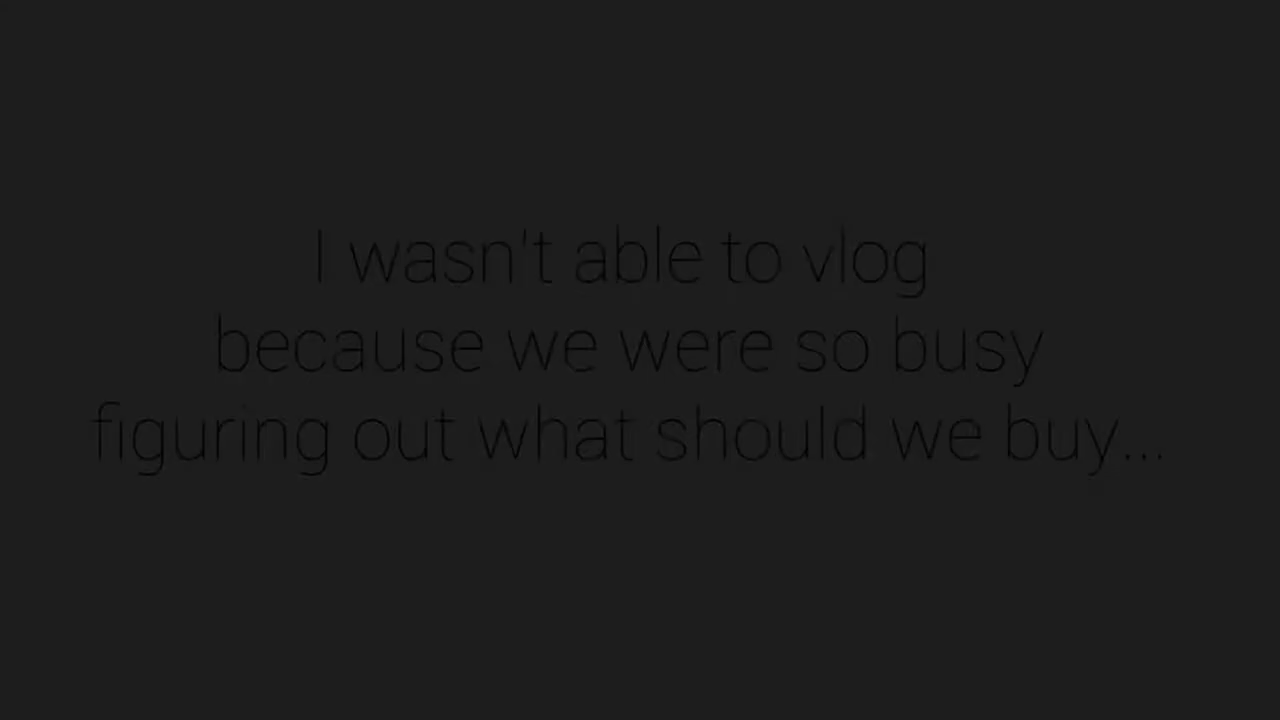 I wasn't able to vlog
because we were so busy
figuring out what should we buy...